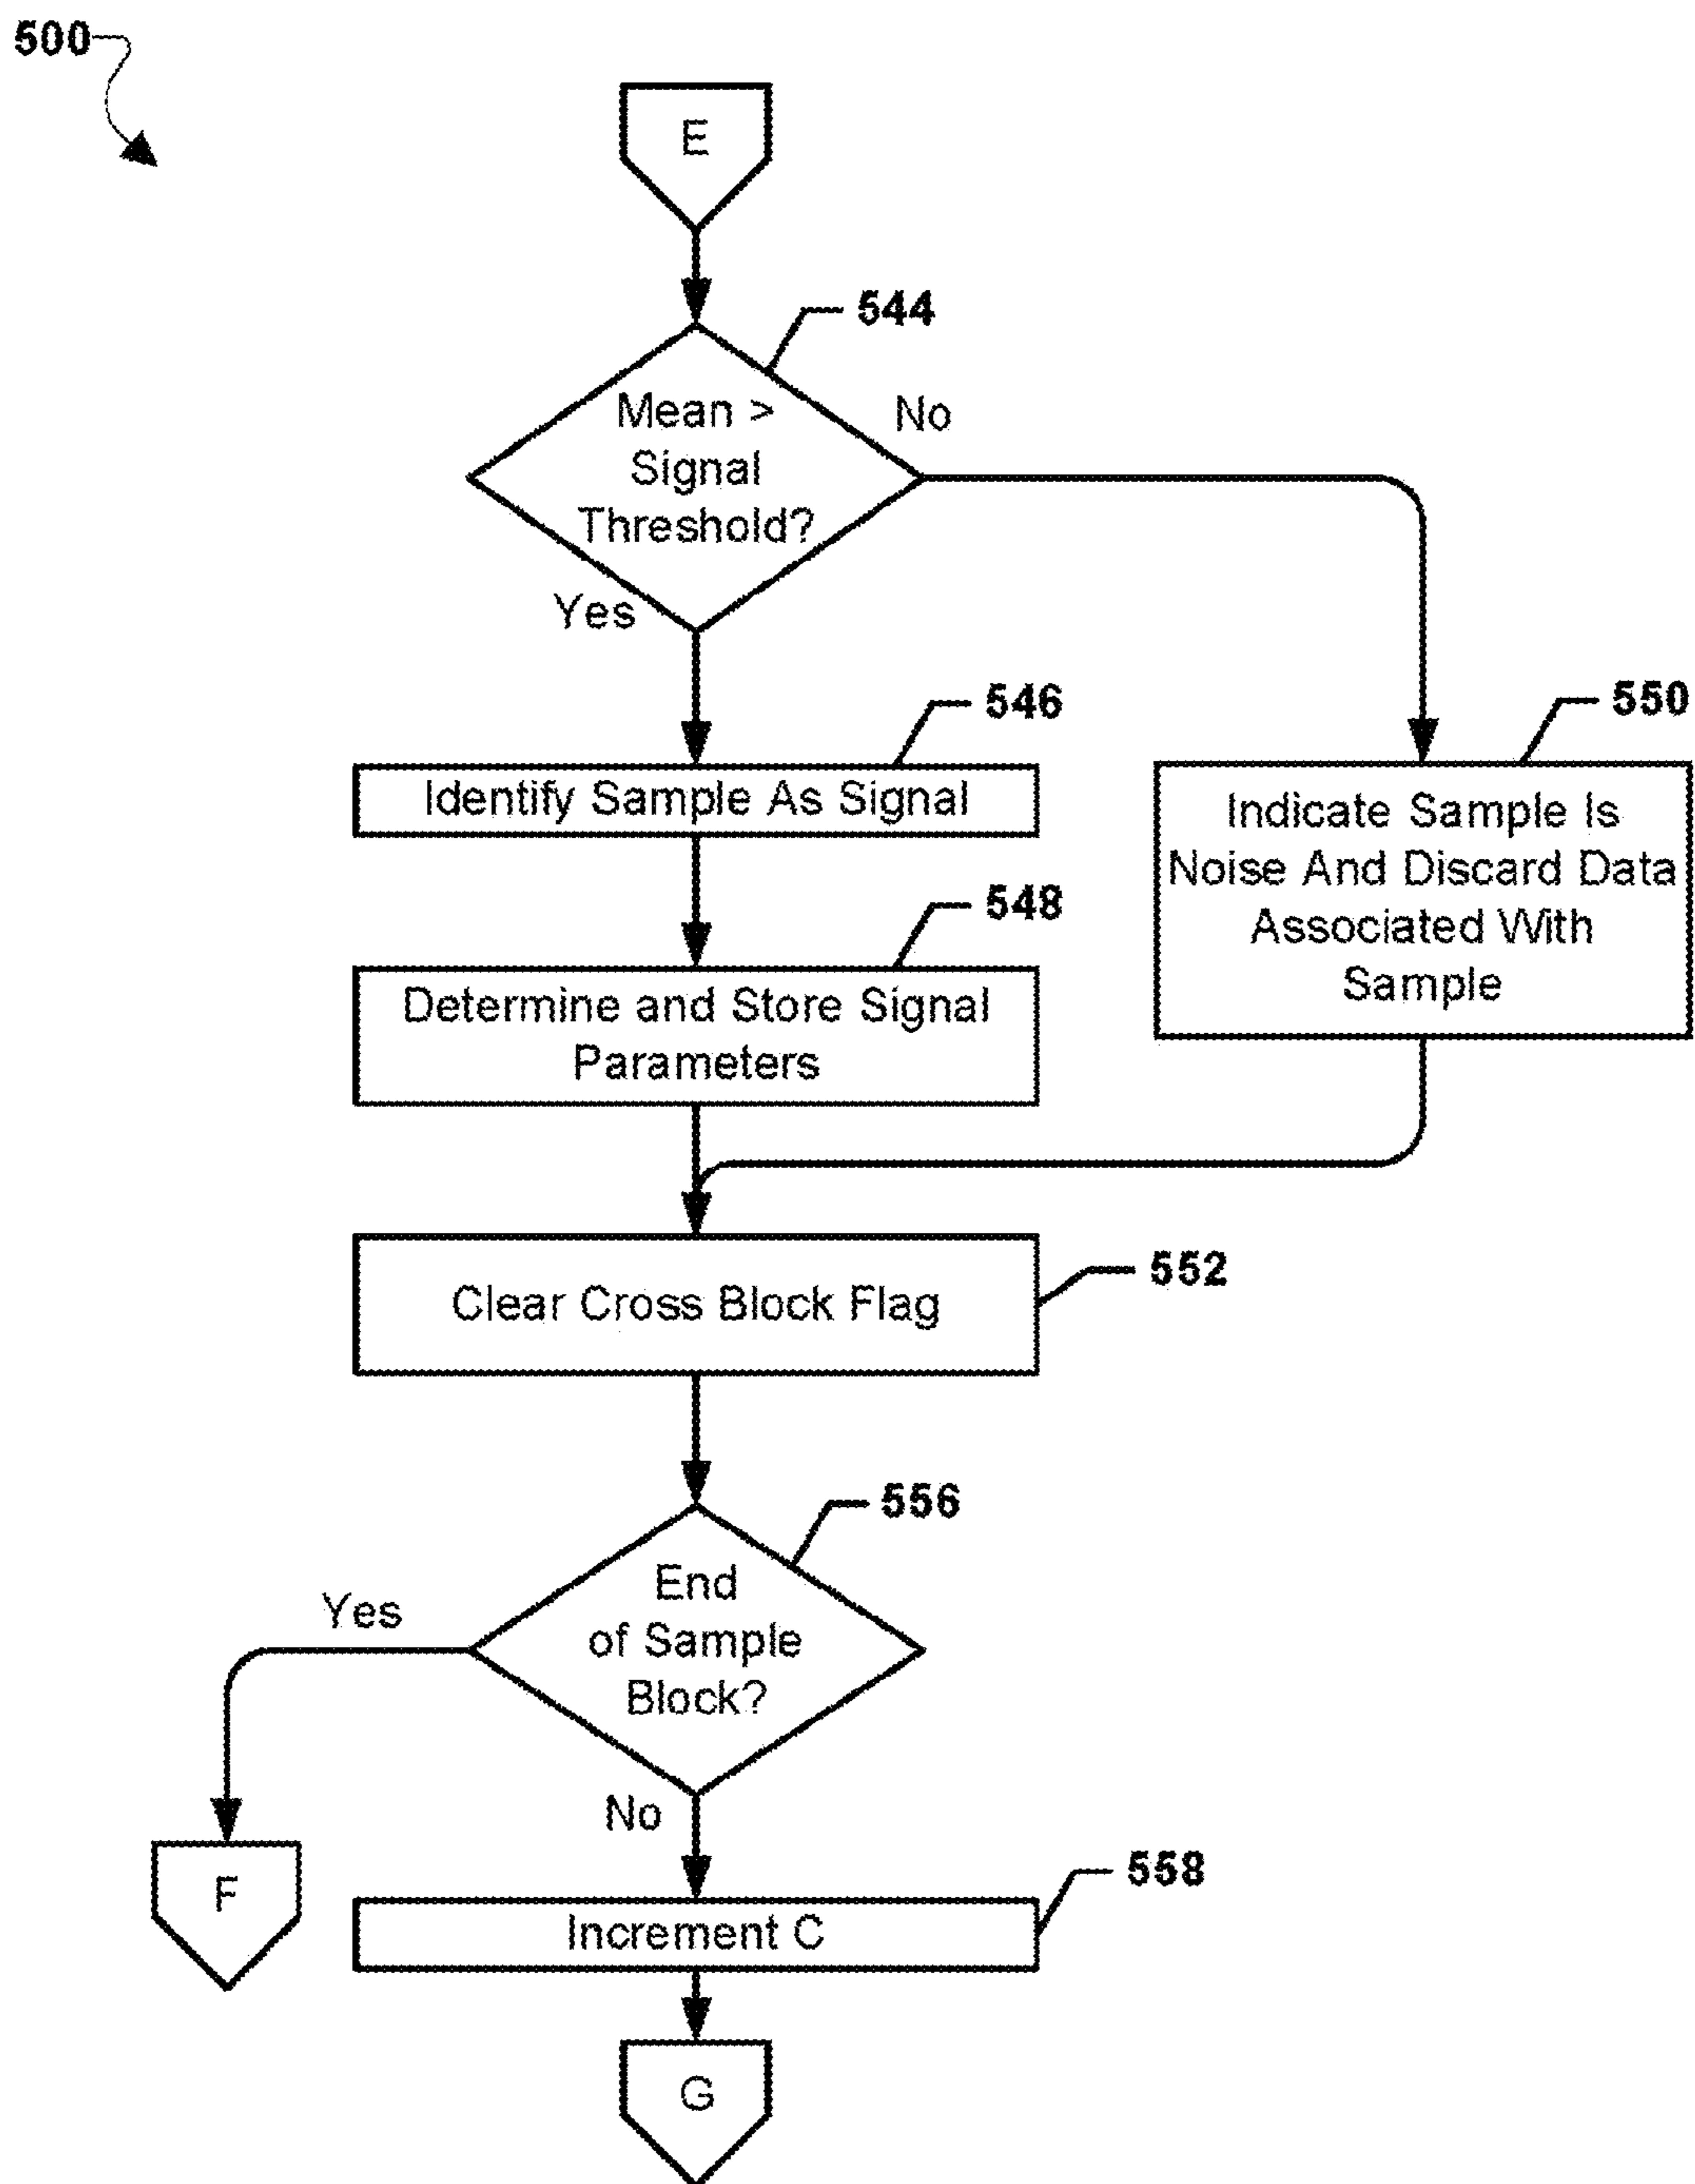 500
E
544
Mean >
Signal
Threshold?
No
Yes
546
Identify Sample As Signal
550
Indicate Sample Is
Noise And Discard Data
Associated With
Sample
548
Determine and Store Signal
Parameters
552
Clear Cross Block Flag
556
End
of Sample
Block?
Yes
No
F
558
Increment C
G